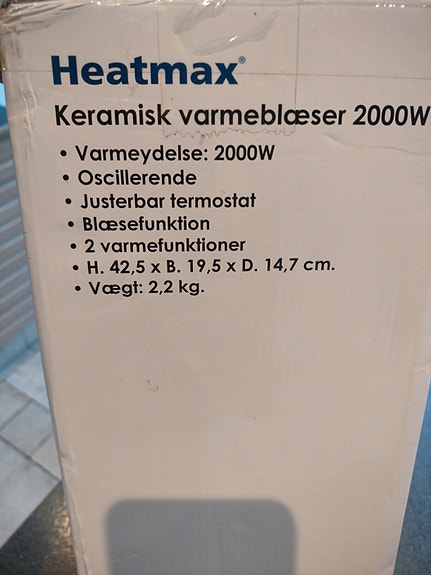 Heatmax®
Keramisk varmeblæser 2000W
• Varmeydelse: 2000W
• Oscillerende
• Justerbar termostat
• Blæsefunktion
• 2 varmefunktioner
• H. 42,5 x B. 19,5 x D. 14,7 cm.
• Vægt: 2,2 kg.